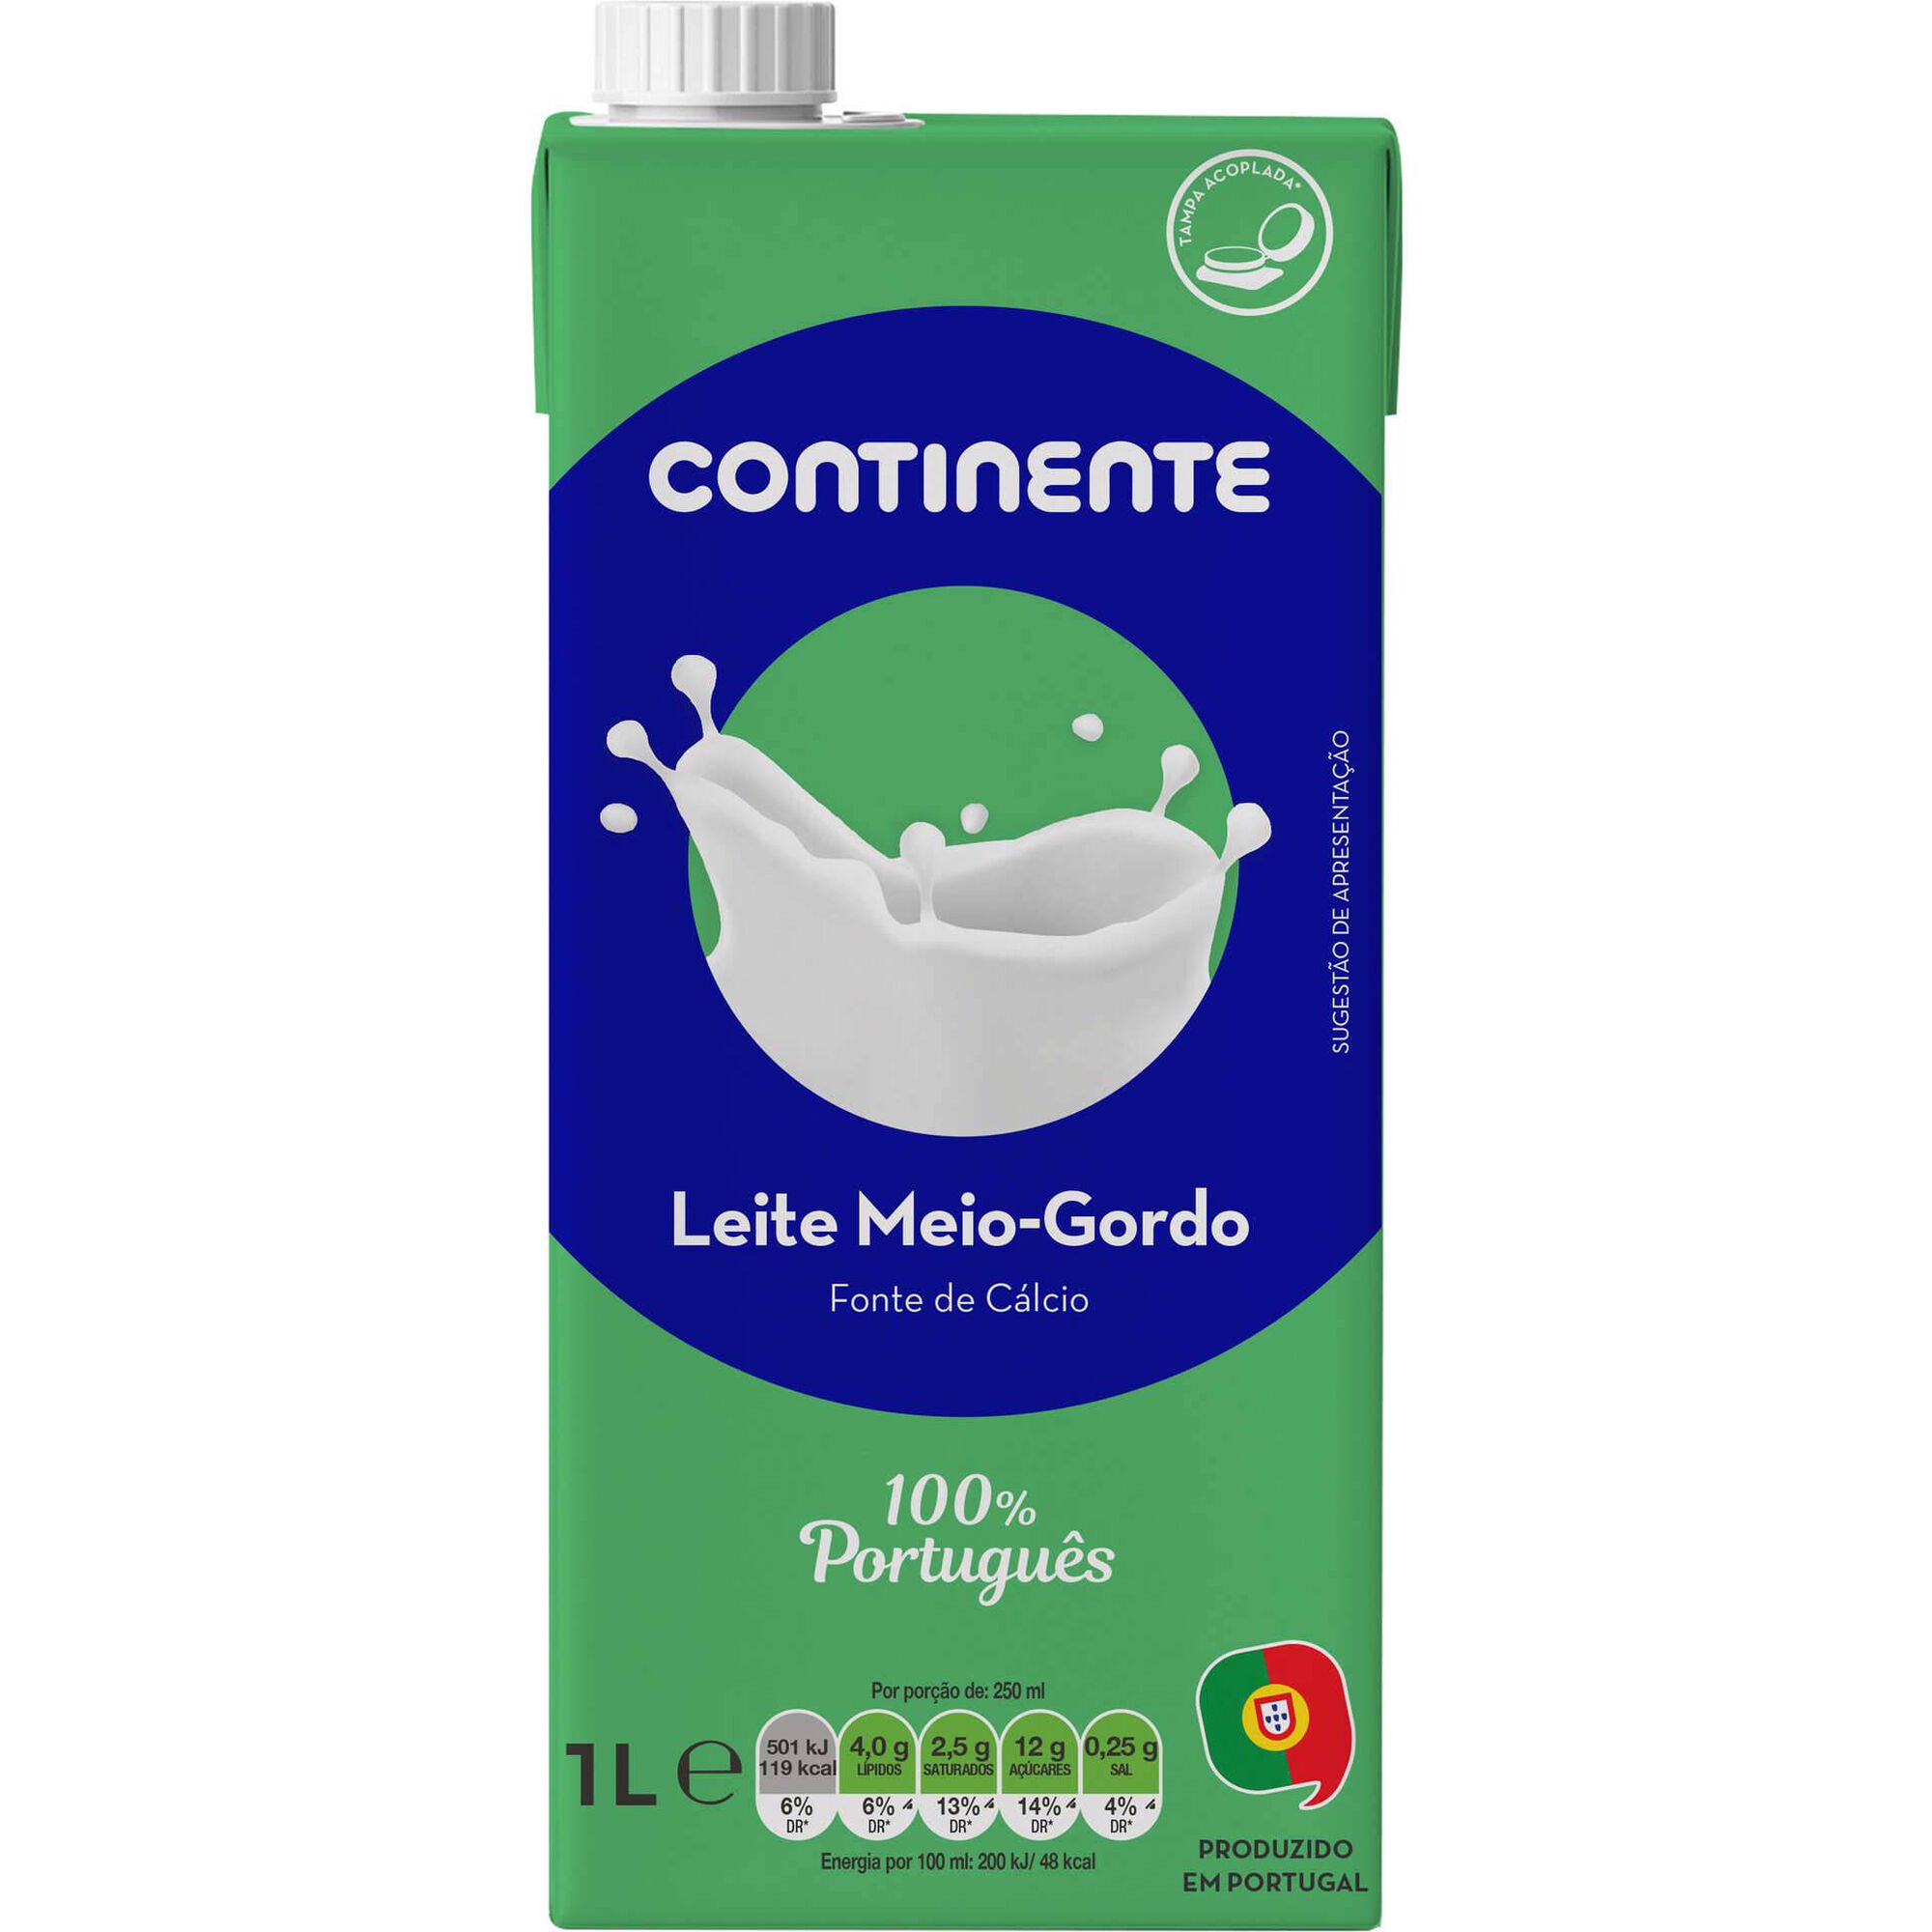 TAMPA ACOPLADA*
CONTINENTE
SUGESTÃO DE APRESENTAÇÃO
Leite Meio-Gordo
Fonte de Cálcio
100%
Português
Por porção de: 250 ml
1L ℮
501 kJ
119 kcal
6%
DR*
4,0 g
LÍPIDOS
6%
DR*
2,5 g
SATURADOS
13%
DR*
12 g
AÇÚCARES
14%
DR*
0,25 g
SAL
4%
DR*
Energia por 100 ml: 200 kJ/ 48 kcal
PRODUZIDO
EM PORTUGAL